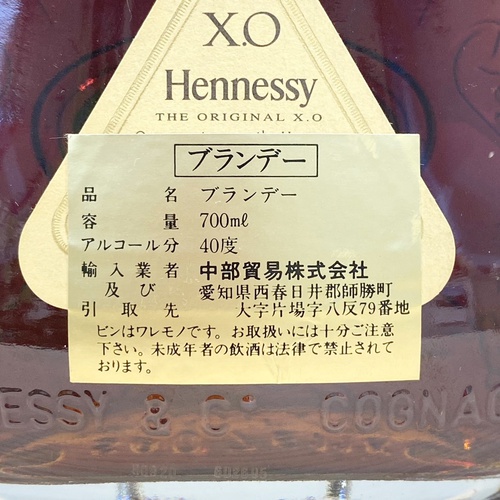 X.O
Hennessy
THE ORIGINAL X.O
ブランデー
品 名 ブランデー
容 量 700mℓ
アルコール分 40度
輸入業者 中部貿易株式会社
及び 愛知県西春日井郡師勝町
引取先 大字片場字八反79番地
ビンはワレモノです。お取扱いには十分ご注意
下さい。未成年者の飲酒は法律で禁止されて
おります。
ESSY & Cº COGNAC